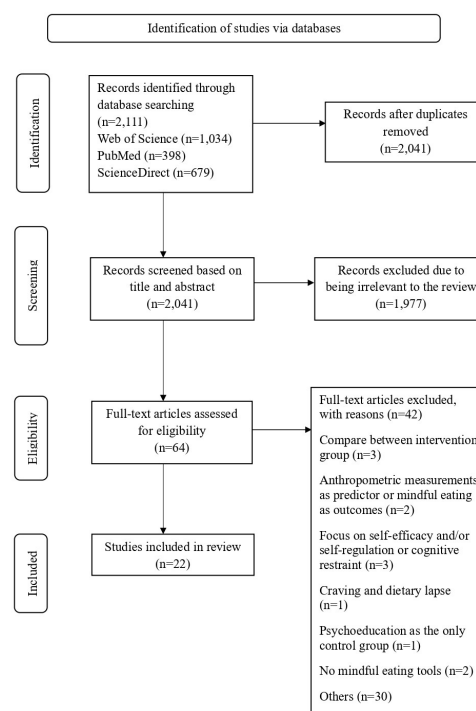 Identification of studies via databases
Identification
Records identified through
database searching
(n=2,111)
Web of Science (n=1,034)
PubMed (n=398)
ScienceDirect (n=679)
Records after duplicates
removed
(n=2,041)
Screening
Records screened based on
title and abstract
(n=2,041)
Records excluded due to
being irrelevant to the review
(n=1,977)
Eligibility
Full-text articles assessed
for eligibility
(n=64)
Full-text articles excluded,
with reasons (n=42)
Compare between intervention
group (n=3)
Anthropometric measurements
as predictor or mindful eating
as outcomes (n=2)
Focus on self-efficacy and/or
self-regulation or cognitive
restraint (n=3)
Craving and dietary lapse
(n=1)
Psychoeducation as the only
control group (n=1)
No mindful eating tools (n=2)
Others (n=30)
Included
Studies included in review
(n=22)